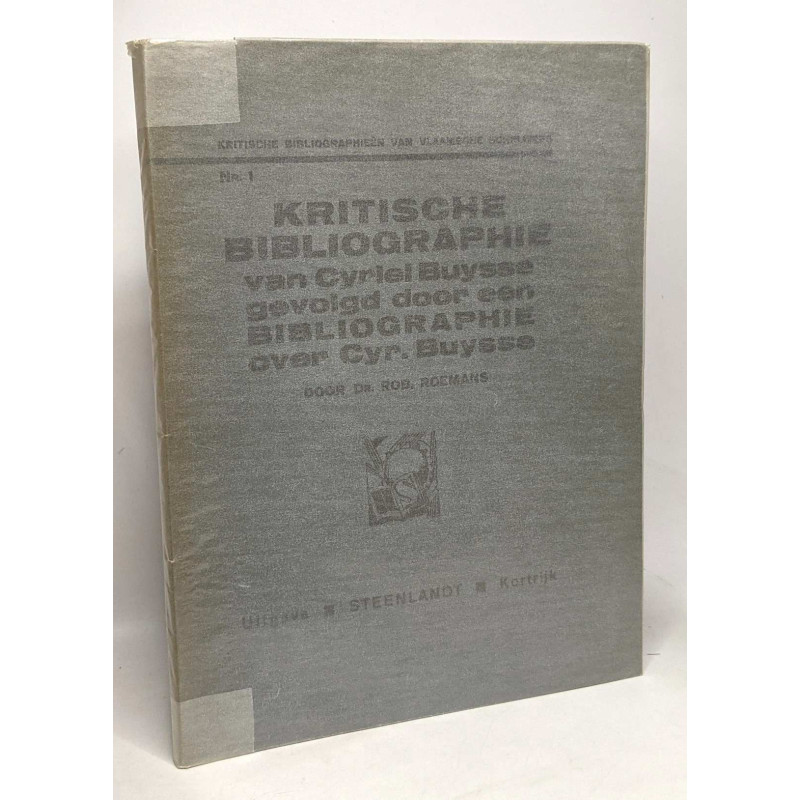 KRITISCHE BIBLIOGRAPHIEËN VAN VLAAMSCHE SCHRIJVERS
Nr. 1
KRITISCHE
BIBLIOGRAPHIE
van Cyriel Buysse
gevolgd door een
BIBLIOGRAPHIE
over Cyr. Buysse
DOOR Dr. ROB. ROEMANS
Uitgave ■ STEENLANDT ■ Kortrijk